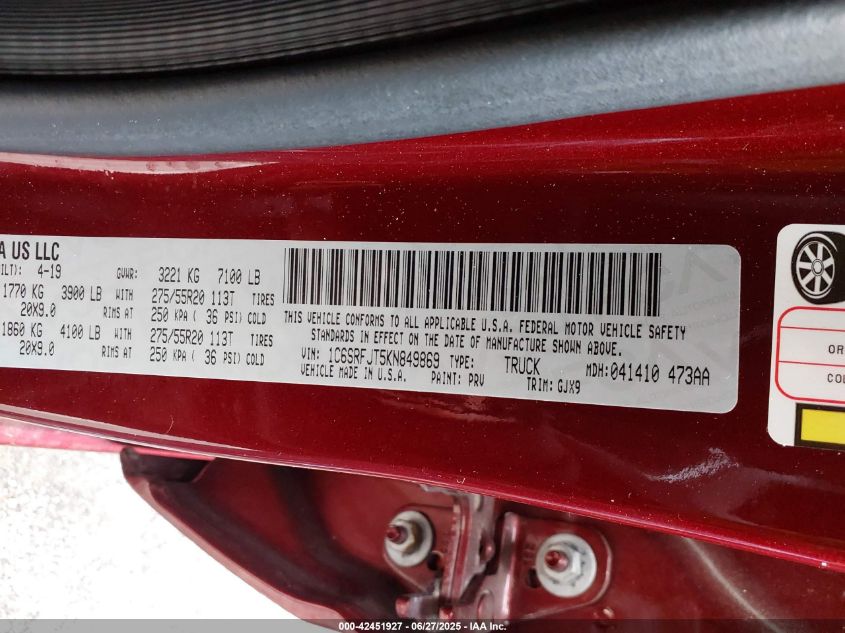 A US LLC
ILT): 4-19 GVWR: 3221 KG 7100 LB
1770 KG 3900 LB WITH 275/55R20 113T TIRES
20X9.0 RIMS AT 250 KPA ( 36 PSI) COLD
1860 KG 4100 LB WITH 275/55R20 113T TIRES
20X9.0 RIMS AT 250 KPA ( 36 PSI) COLD
THIS VEHICLE CONFORMS TO ALL APPLICABLE U.S.A. FEDERAL MOTOR VEHICLE SAFETY
STANDARDS IN EFFECT ON THE DATE OF MANUFACTURE SHOWN ABOVE.
VIN: 1C6SRFJT5KN849869 TYPE: TRUCK MDH: 041410 473AA
VEHICLE MADE IN U.S.A. PAINT: PRV TRIM: GJX9
OR
COL
000-42451927 - 06/27/2025 - IAA Inc.